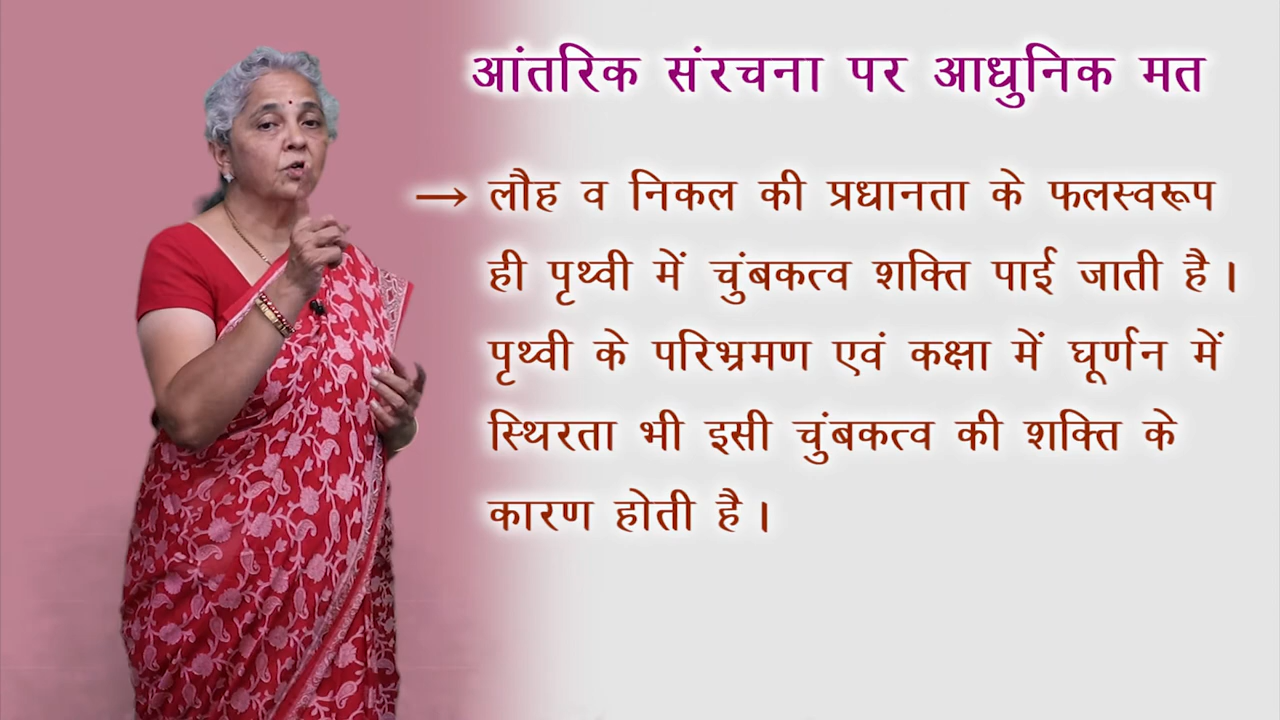 आंतरिक संरचना पर आधुनिक मत
→ लौह व निकल की प्रधानता के फलस्वरूप
ही पृथ्वी में चुंबकत्व शक्ति पाई जाती है।
पृथ्वी के परिभ्रमण एवं कक्षा में घूर्णन में
स्थिरता भी इसी चुंबकत्व की शक्ति के
कारण होती है।